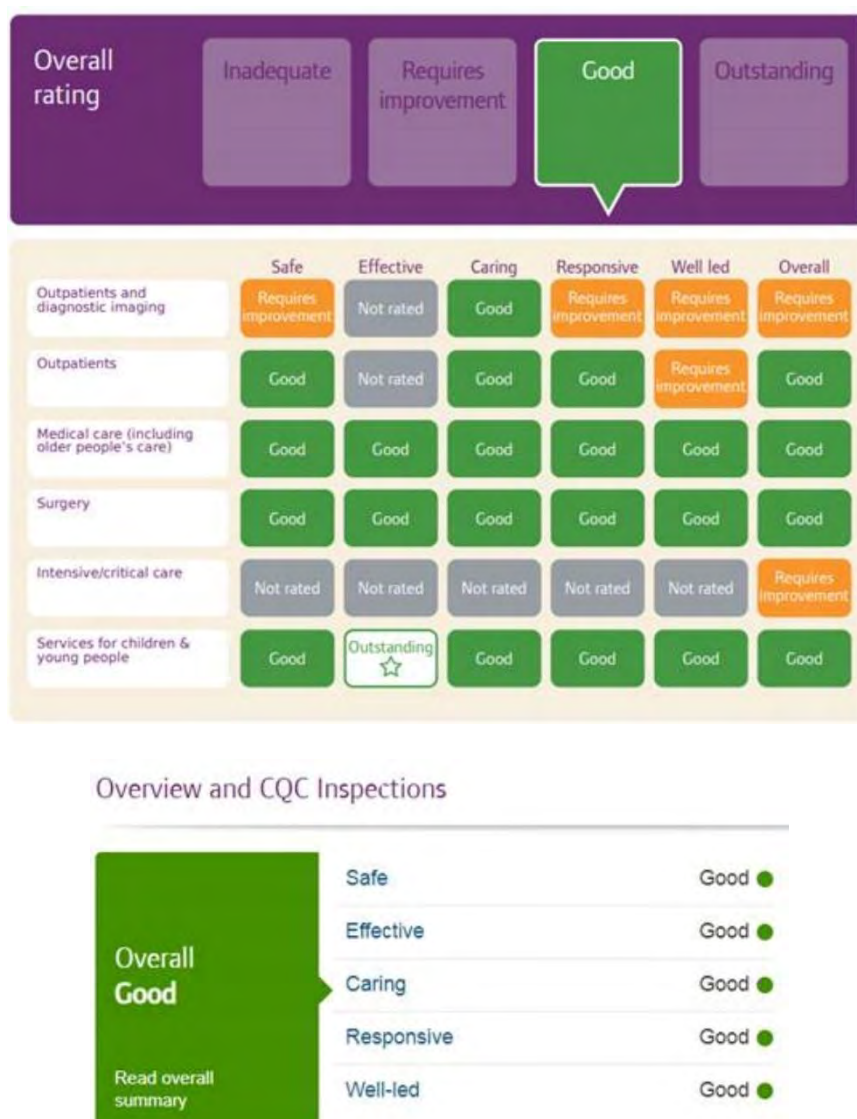 Overall
rating
Inadequate
Requires
improvement
Good
Outstanding
Safe Effective Caring Responsive Well led Overall
Outpatients and
diagnostic imaging
Requires
improvement
Not rated
Good
Requires
improvement
Requires
improvement
Requires
improvement
Outpatients
Good
Not rated
Good
Good
Requires
improvement
Good
Medical care (including
older people's care)
Good Good Good Good Good Good
Surgery
Good Good Good Good Good Good
Intensive/critical care
Not rated Not rated Not rated Not rated Not rated
Requires
improvement
Services for children &
young people
Good
Outstanding
Good Good Good Good
Overview and CQC Inspections
Overall
Good
Read overall
summary
Safe Good
Effective Good
Caring Good
Responsive Good
Well-led Good